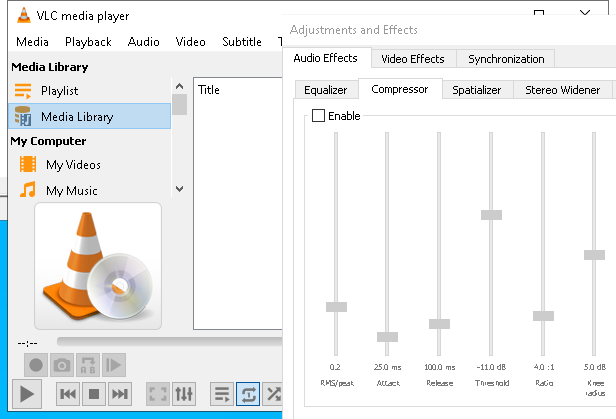 VLC media player
Media Playback Audio Video Subtitle
Media Library
Playlist
Media Library
My Computer
My Videos
My Music
Title
--:--
Adjustments and Effects
Audio Effects Video Effects Synchronization
Equalizer Compressor Spatializer Stereo Widener
Enable
0.2 25.0 ms 100.0 ms -11.0 dB 4.0 :1 5.0 dB
RMS/peak Attack Release Threshold Ratio Knee
radius